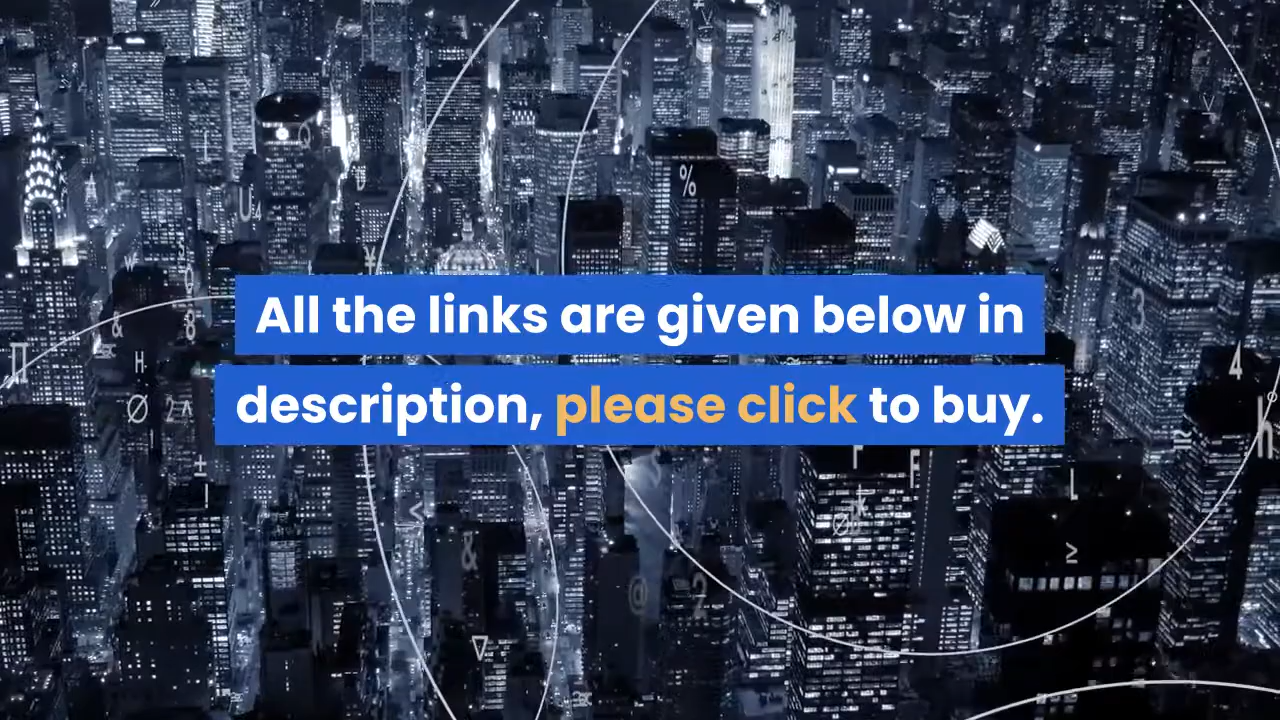 All the links are given below in
description, please click to buy.